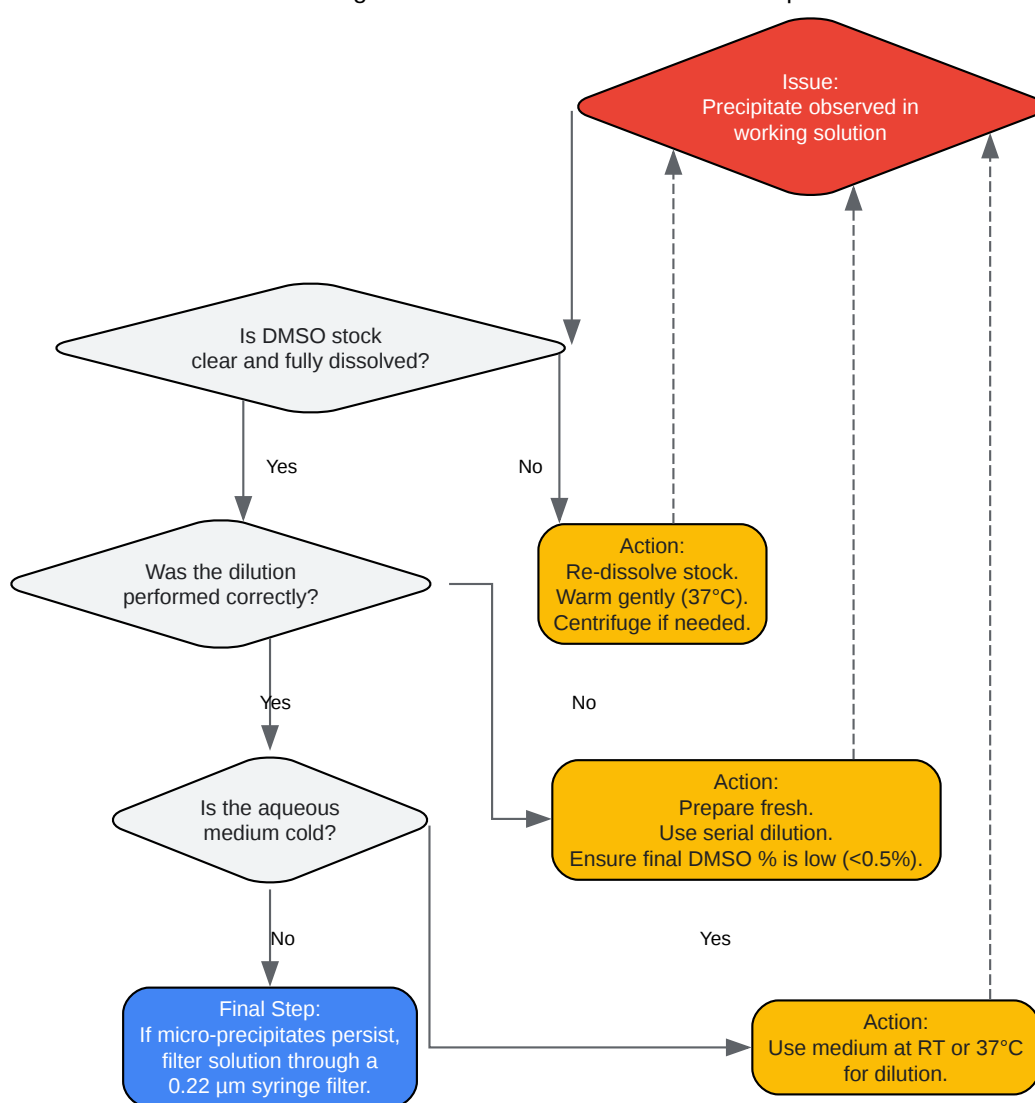 Issue:
Precipitate observed in
working solution
Is DMSO stock
clear and fully dissolved?
Yes
No
Action:
Re-dissolve stock.
Warm gently (37°C).
Centrifuge if needed.
Was the dilution
performed correctly?
Yes
No
Action:
Prepare fresh.
Use serial dilution.
Ensure final DMSO % is low (<0.5%).
Is the aqueous
medium cold?
No
Yes
Final Step:
If micro-precipitates persist,
filter solution through a
0.22 µm syringe filter.
Action:
Use medium at RT or 37°C
for dilution.